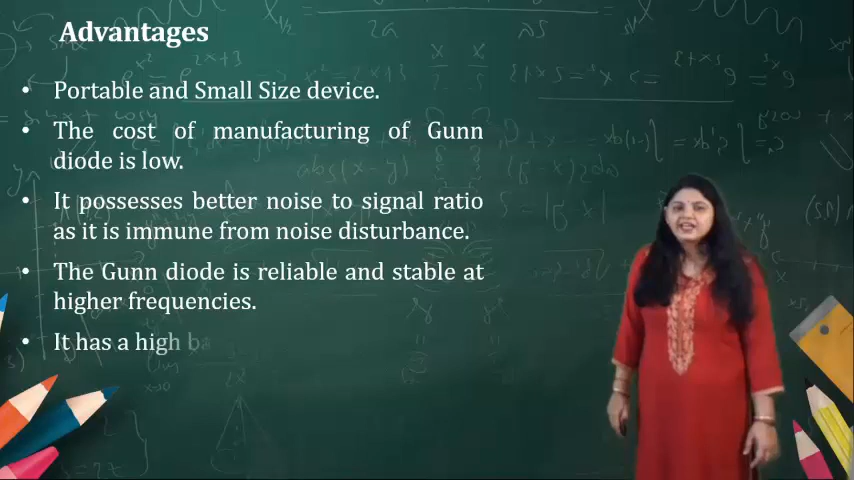 Advantages
• Portable and Small Size device.
• The cost of manufacturing of Gunn
diode is low.
• It possesses better noise to signal ratio
as it is immune from noise disturbance.
• The Gunn diode is reliable and stable at
higher frequencies.
• It has a high ba